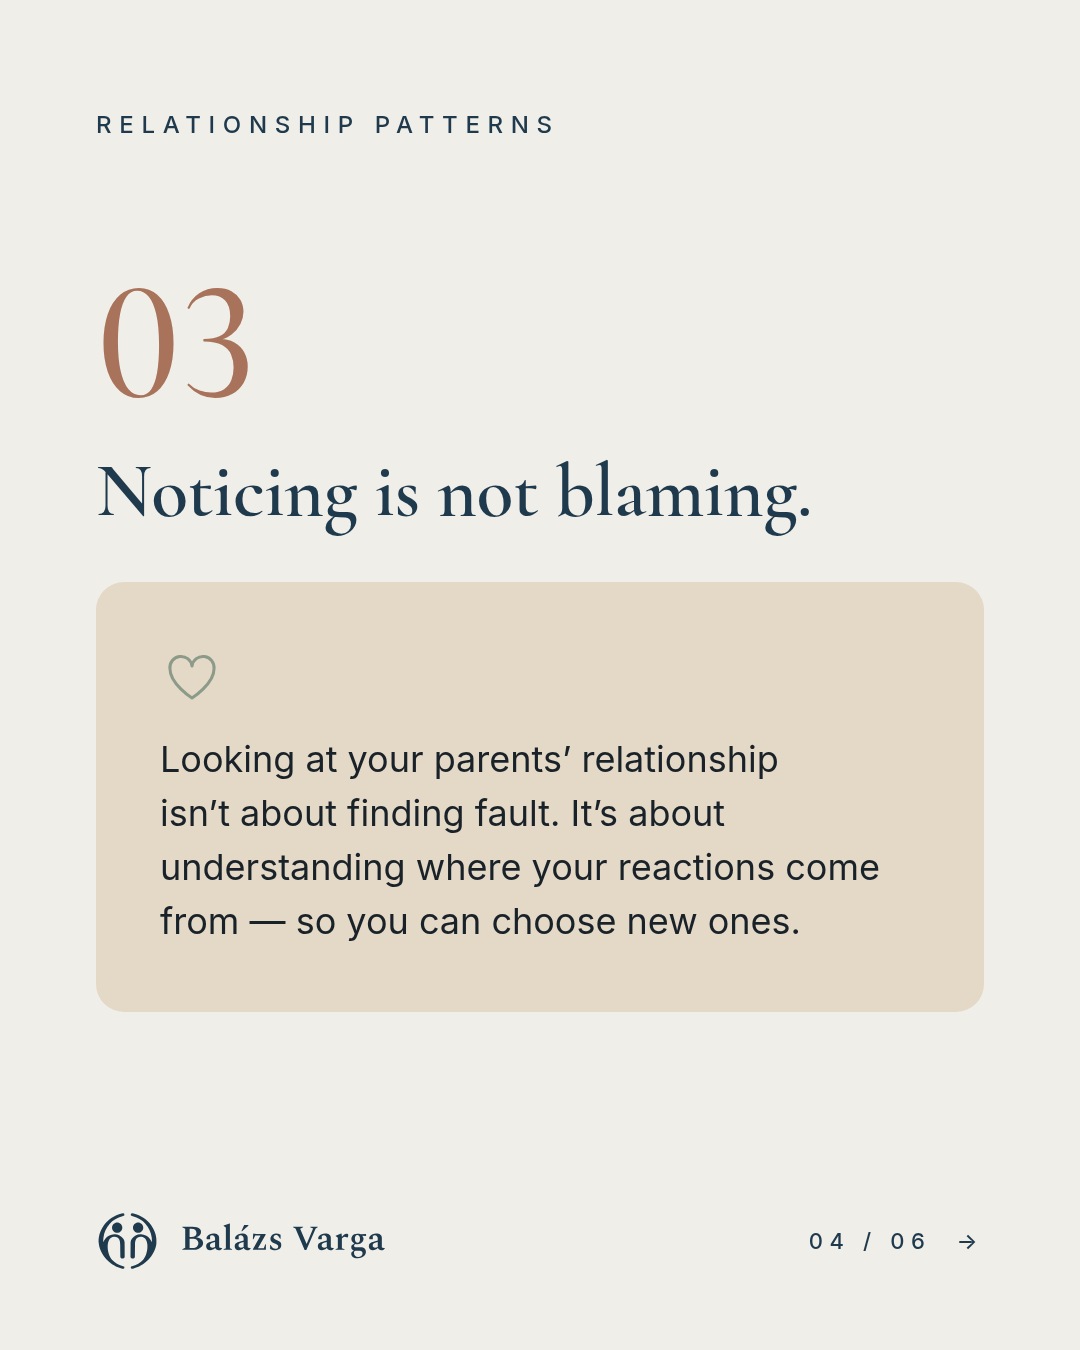 RELATIONSHIP PATTERNS
03
Noticing is not blaming.
Looking at your parents’ relationship
isn’t about finding fault. It’s about
understanding where your reactions come
from — so you can choose new ones.
Balázs Varga
04 / 06 →